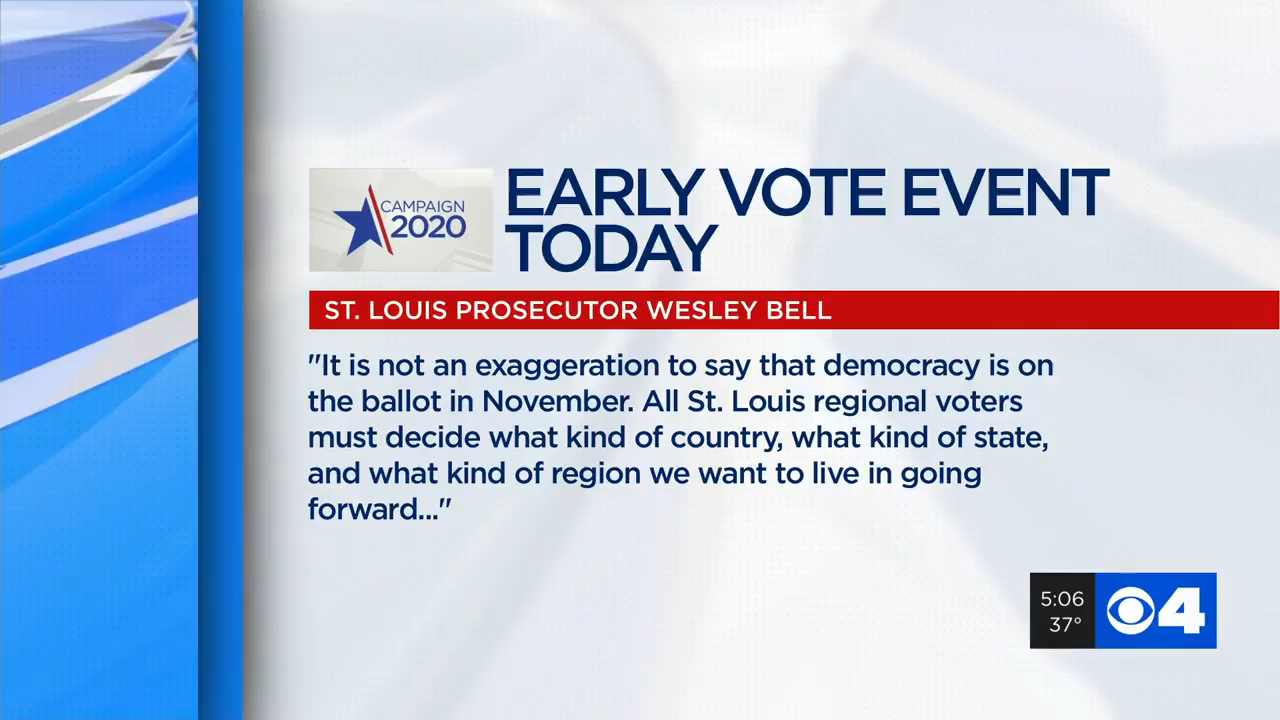 CAMPAIGN
2020
EARLY VOTE EVENT
TODAY
ST. LOUIS PROSECUTOR WESLEY BELL
"It is not an exaggeration to say that democracy is on
the ballot in November. All St. Louis regional voters
must decide what kind of country, what kind of state,
and what kind of region we want to live in going
forward..."
5:06
37°
4